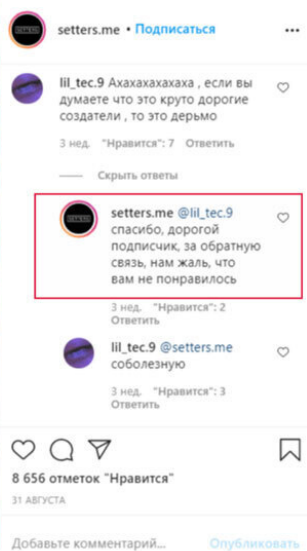 setters.me • Подписаться
lil_tec.9 Ахахахахахаха , если вы
думаете что это круто дорогие
создатели , то это дерьмо
3 нед. "Нравится": 7 Ответить
Скрыть ответы
setters.me @lil_tec.9
спасибо, дорогой
подписчик, за обратную
связь, нам жаль, что
вам не понравилось
3 нед. "Нравится": 2
Ответить
lil_tec.9 @setters.me
соболезную
3 нед. "Нравится": 3
Ответить
8 656 отметок "Нравится"
31 АВГУСТА
Добавьте комментарий... Опубликовать